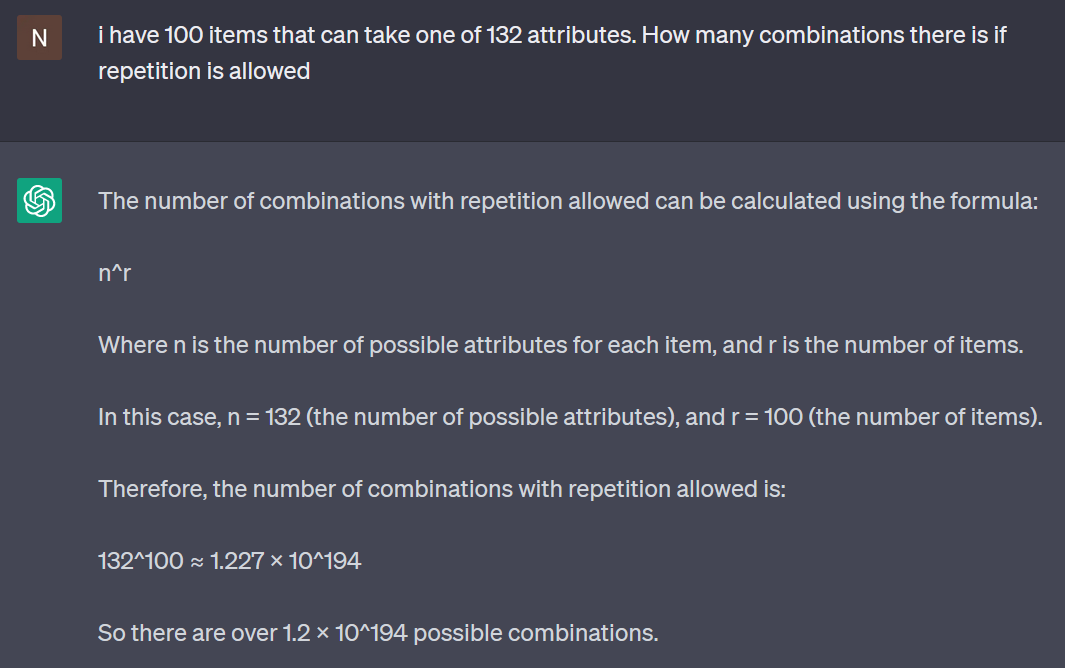 N
i have 100 items that can take one of 132 attributes. How many combinations there is if
repetition is allowed
The number of combinations with repetition allowed can be calculated using the formula:
n^r
Where n is the number of possible attributes for each item, and r is the number of items.
In this case, n = 132 (the number of possible attributes), and r = 100 (the number of items).
Therefore, the number of combinations with repetition allowed is:
132^100 ≈ 1.227 × 10^194
So there are over 1.2 × 10^194 possible combinations.